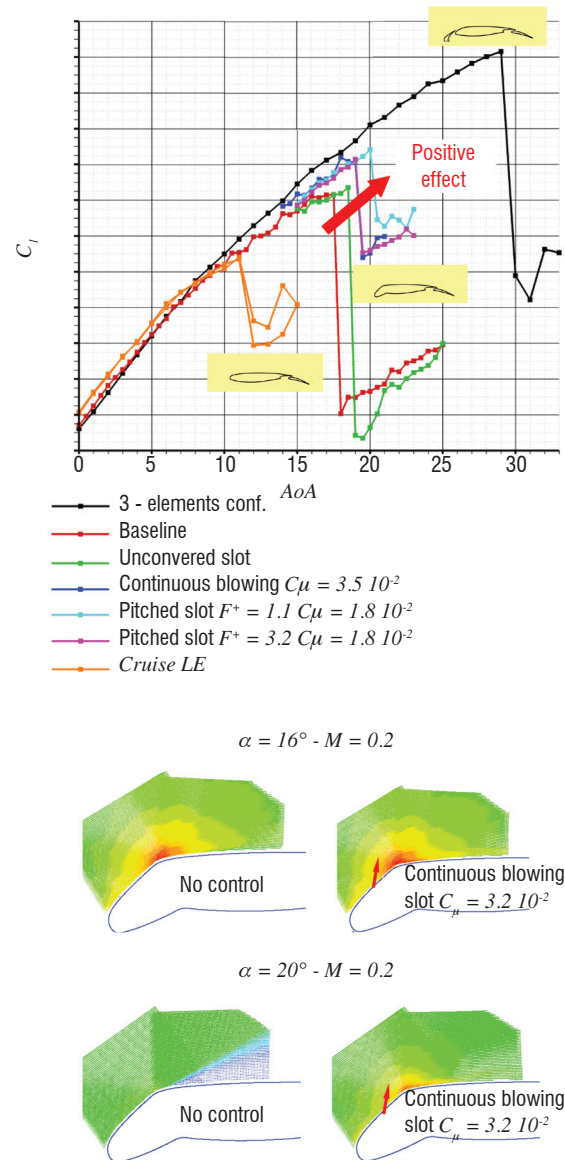 Positive
effect
C_l
0 5 10 15 20 25 30
AoA
3 - elements conf.
Baseline
Unconvered slot
Continuous blowing Cμ = 3.5 10⁻²
Pitched slot F⁺ = 1.1 Cμ = 1.8 10⁻²
Pitched slot F⁺ = 3.2 Cμ = 1.8 10⁻²
Cruise LE
α = 16° - M = 0.2
No control
Continuous blowing
slot C_μ = 3.2 10⁻²
α = 20° - M = 0.2
No control
Continuous blowing
slot C_μ = 3.2 10⁻²